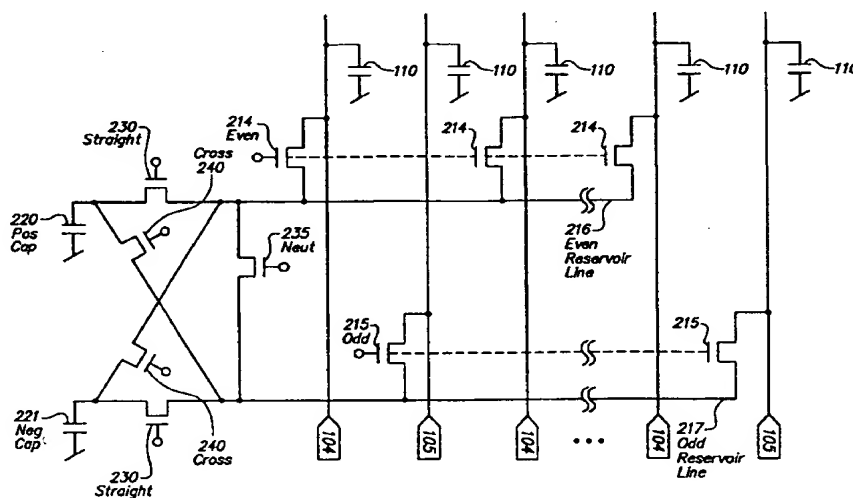 110
110
110
110
110
230
Straight
214
Even
214
214
Cross
240
220
Pos
Cap
235
Neut
216
Even
Reservoir
Line
215
Odd
215
221
Neg
Cap
240
Cross
230
Straight
104
105
104
• • •
104
105
217
Odd
Reservoir
Line